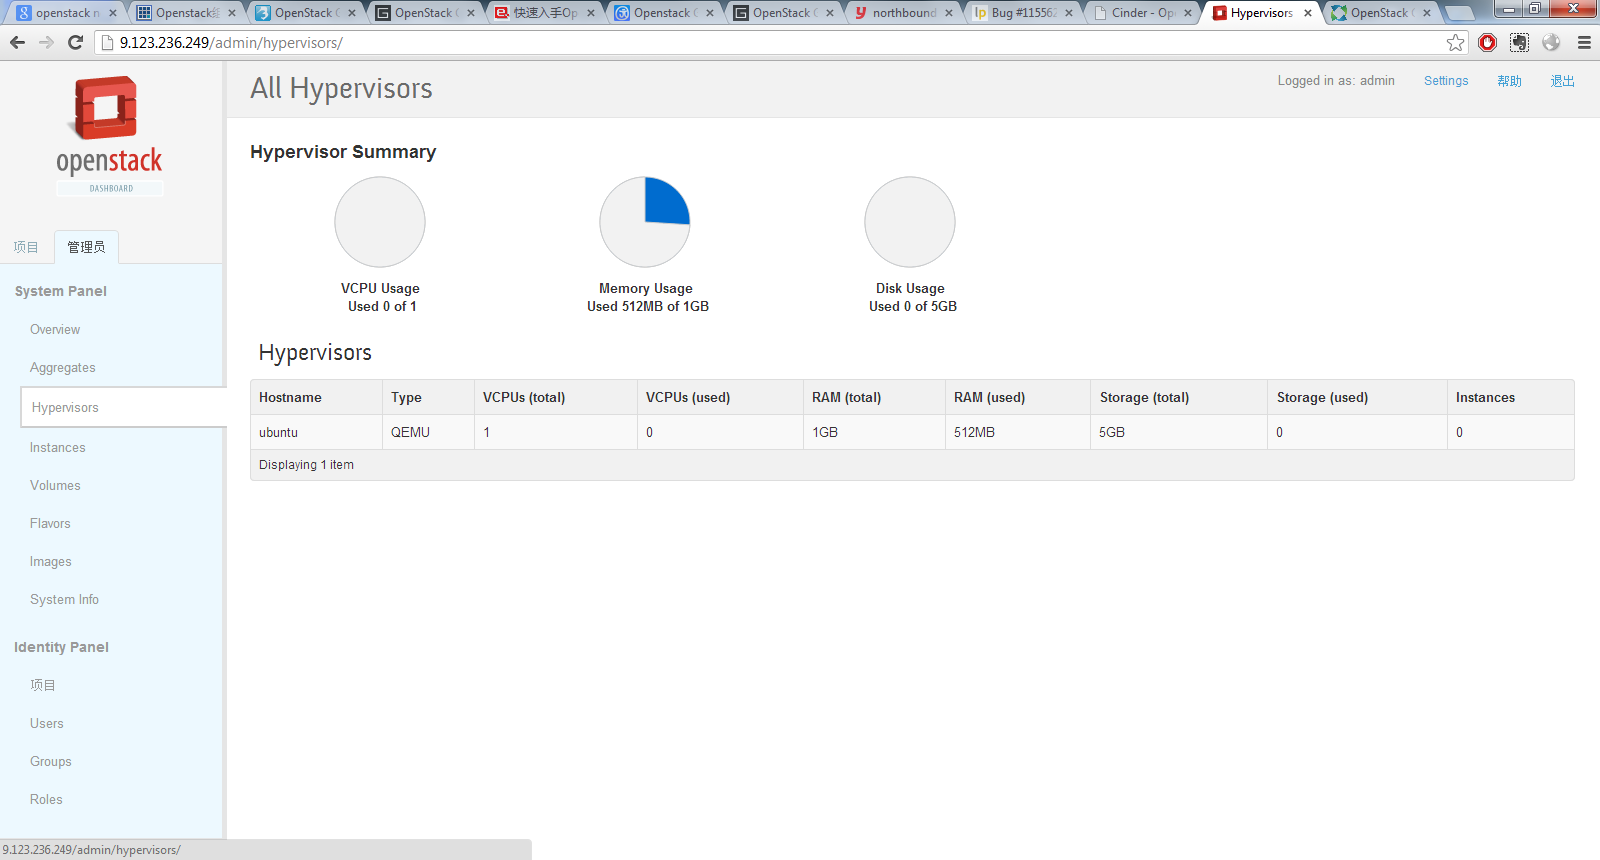 openstack n
Openstack组
OpenStack C
OpenStack C
快速入手Op
Openstack C
OpenStack C
northbound
Bug #115562
Cinder - Ope
Hypervisors
OpenStack C
9.123.236.249/admin/hypervisors/
openstack
DASHBOARD
项目
管理员
System Panel
Overview
Aggregates
Hypervisors
Instances
Volumes
Flavors
Images
System Info
Identity Panel
项目
Users
Groups
Roles
All Hypervisors
Logged in as: admin
Settings
帮助
退出
Hypervisor Summary
VCPU Usage
Used 0 of 1
Memory Usage
Used 512MB of 1GB
Disk Usage
Used 0 of 5GB
Hypervisors
Hostname Type VCPUs (total) VCPUs (used) RAM (total) RAM (used) Storage (total) Storage (used) Instances
ubuntu QEMU 1 0 1GB 512MB 5GB 0 0
Displaying 1 item
9.123.236.249/admin/hypervisors/